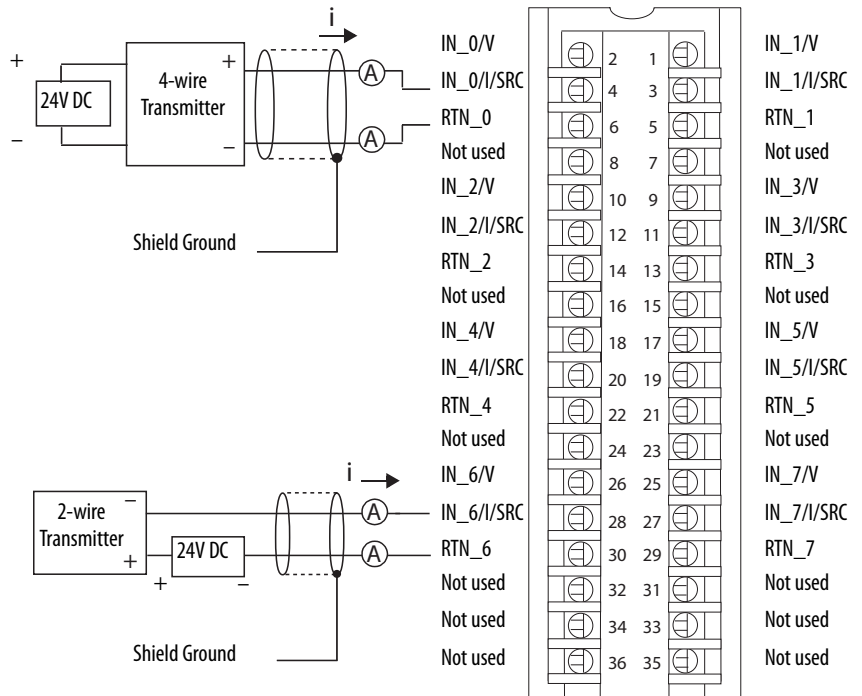 i
+
4-wire
Transmitter
+
24V DC
–
–
A
A
Shield Ground
i
2-wire
Transmitter
–
+
24V DC
+
–
A
A
Shield Ground
IN_0/V 2 1 IN_1/V
IN_0/I/SRC 4 3 IN_1/I/SRC
RTN_0 6 5 RTN_1
Not used 8 7 Not used
IN_2/V 10 9 IN_3/V
IN_2/I/SRC 12 11 IN_3/I/SRC
RTN_2 14 13 RTN_3
Not used 16 15 Not used
IN_4/V 18 17 IN_5/V
IN_4/I/SRC 20 19 IN_5/I/SRC
RTN_4 22 21 RTN_5
Not used 24 23 Not used
IN_6/V 26 25 IN_7/V
IN_6/I/SRC 28 27 IN_7/I/SRC
RTN_6 30 29 RTN_7
Not used 32 31 Not used
Not used 34 33 Not used
Not used 36 35 Not used